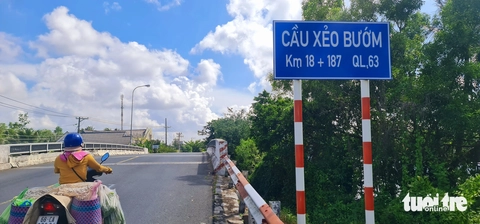 CẦU XẺO BƯỚM
Km 18 + 187 QL,63
tuổi trẻ
online